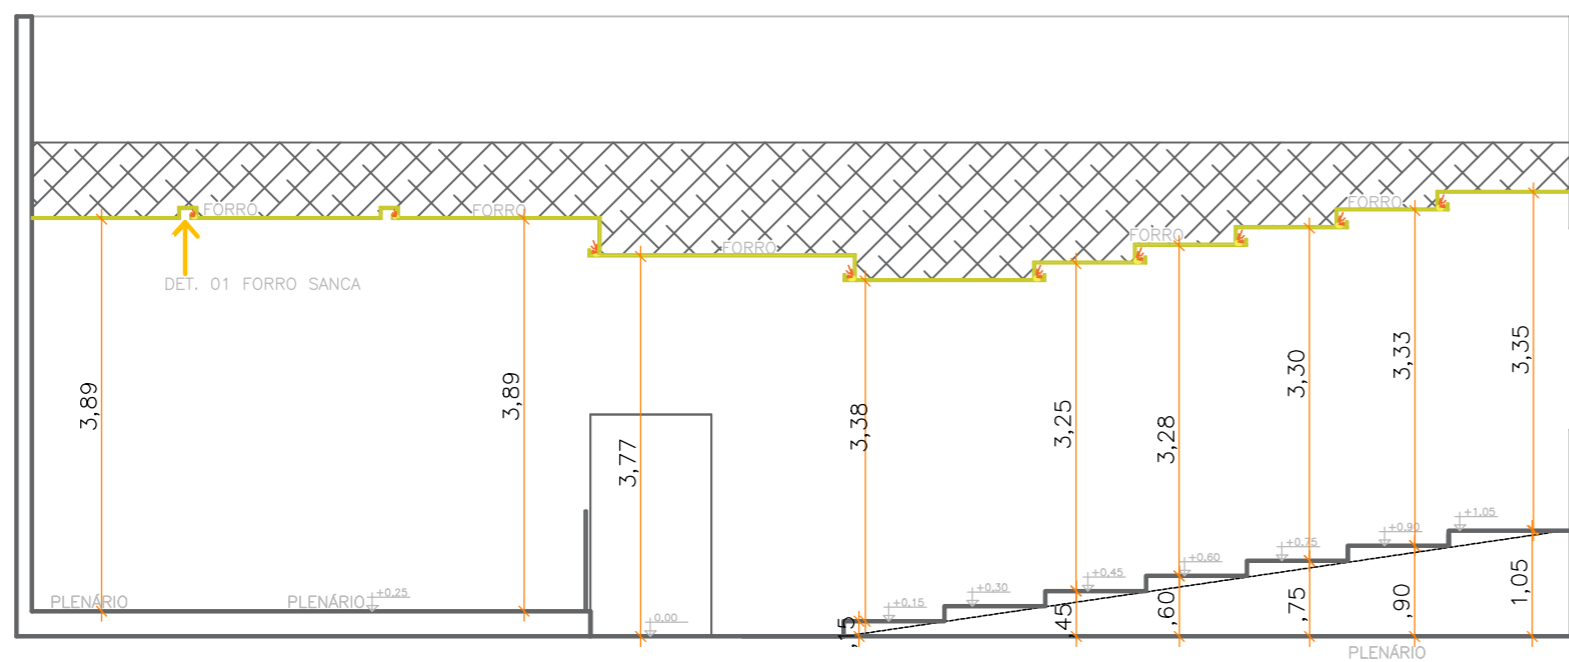 FORRO
FORRO
FORRO
FORRO
FORRO
DET. 01 FORRO SANCA
3,89
3,89
3,77
3,38
3,25
3,28
3,30
3,33
3,35
PLENÁRIO
PLENÁRIO
+0,25
0,00
+0,15
+0,30
+0,45
+0,60
+0,75
+0,90
+1,05
,15
,45
,60
,75
,90
1,05
PLENÁRIO